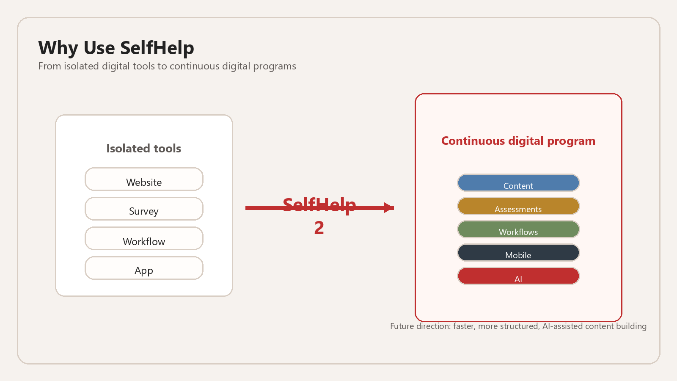 Why Use SelfHelp
From isolated digital tools to continuous digital programs
Isolated tools
Website
Survey
Workflow
App
SelfHelp
2
Continuous digital program
Content
Assessments
Workflows
Mobile
AI
Future direction: faster, more structured, AI-assisted content building